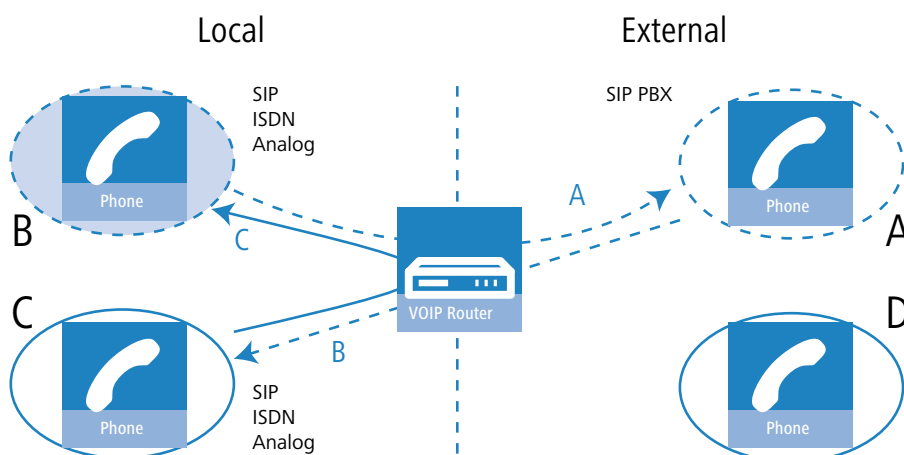 Local
External
SIP
ISDN
Analog
SIP PBX
Phone
Phone
B
A
A
C
VOIP Router
C
D
B
Phone
SIP
ISDN
Analog
Phone